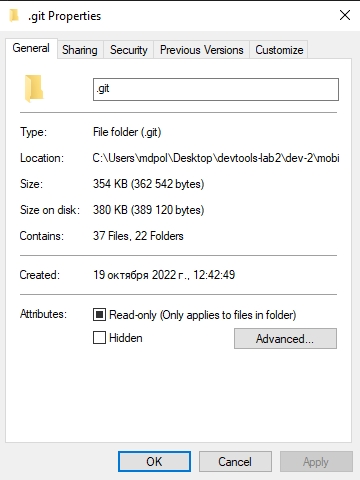 .git Properties
General Sharing Security Previous Versions Customize
.git
Type: File folder (.git)
Location: C:\Users\mdpol\Desktop\devtools-lab2\dev-2\mobi
Size: 354 KB (362 542 bytes)
Size on disk: 380 KB (389 120 bytes)
Contains: 37 Files, 22 Folders
Created: 19 октября 2022 г., 12:42:49
Attributes: Read-only (Only applies to files in folder)
Hidden Advanced...
OK Cancel Apply